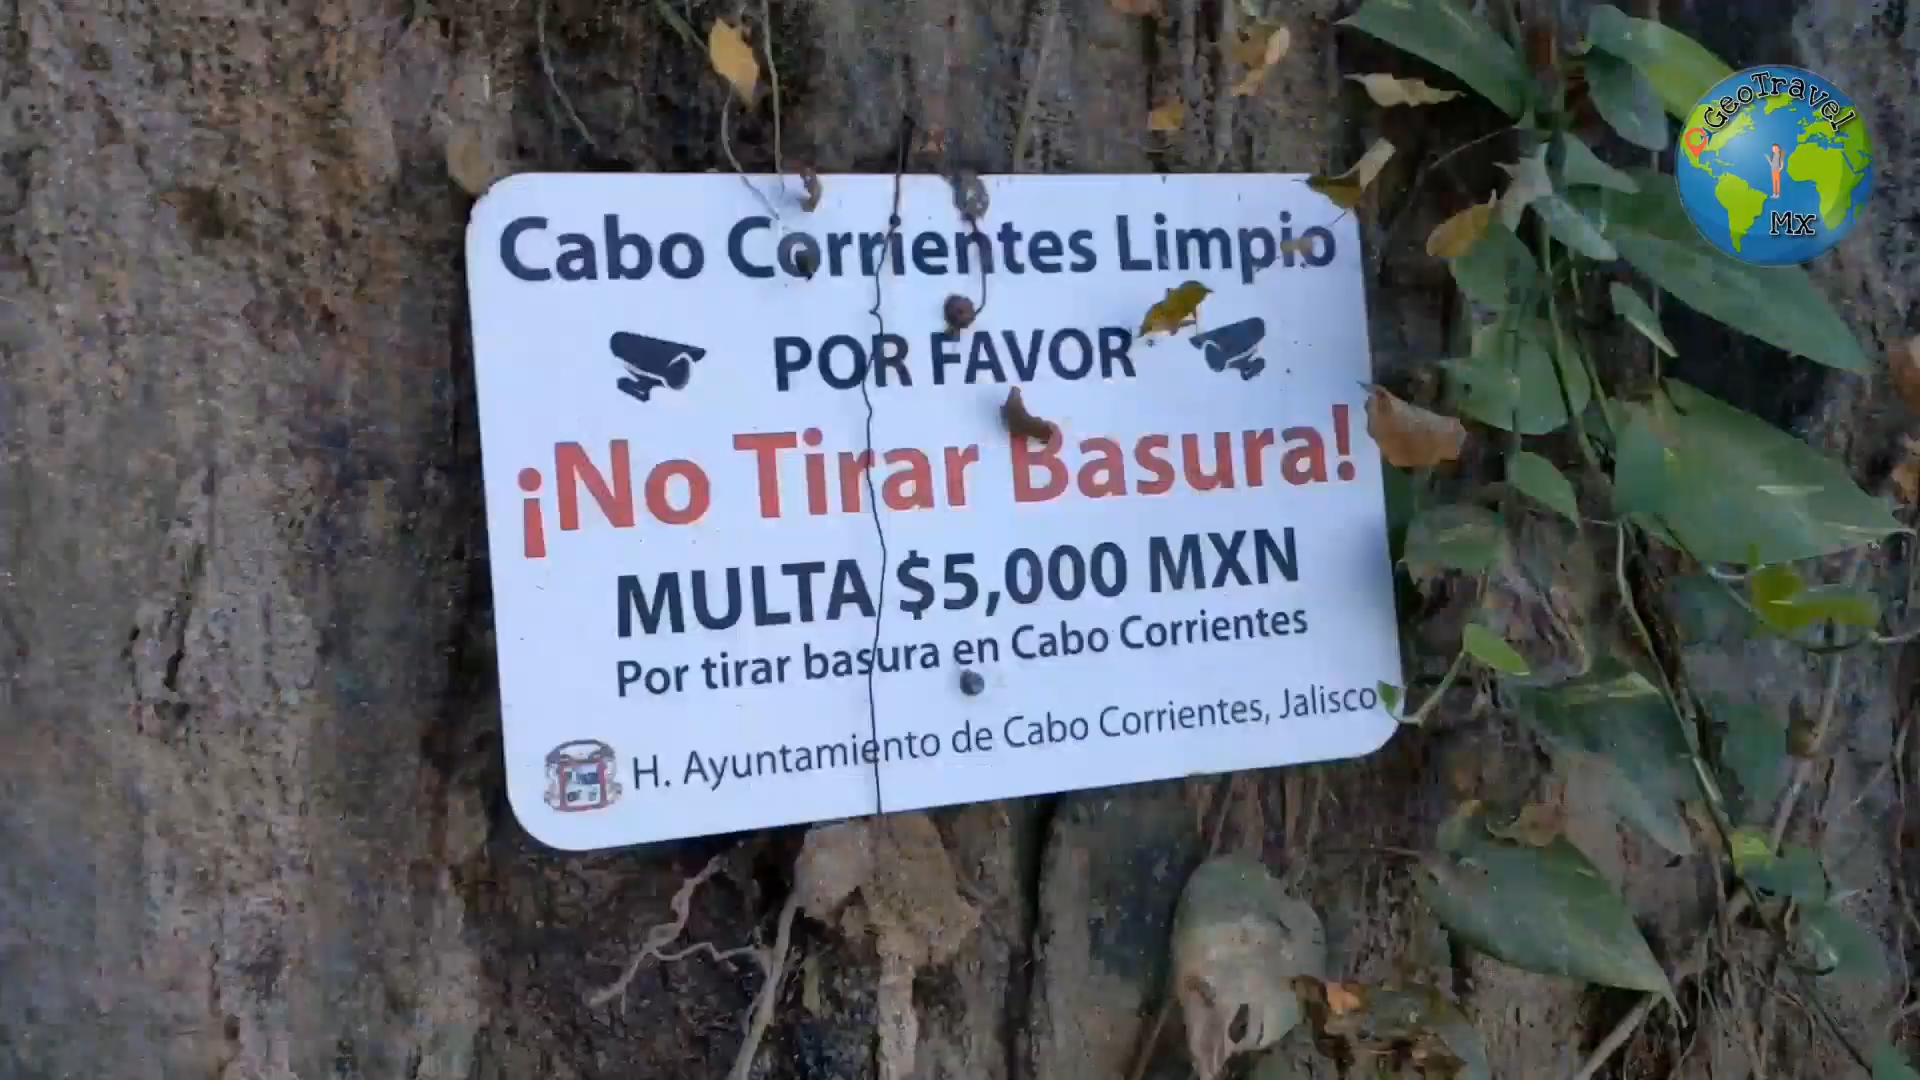 Cabo Corrientes Limpio
POR FAVOR
¡No Tirar Basura!
MULTA $5,000 MXN
Por tirar basura en Cabo Corrientes
H. Ayuntamiento de Cabo Corrientes, Jalisco
GeoTravel
Mx